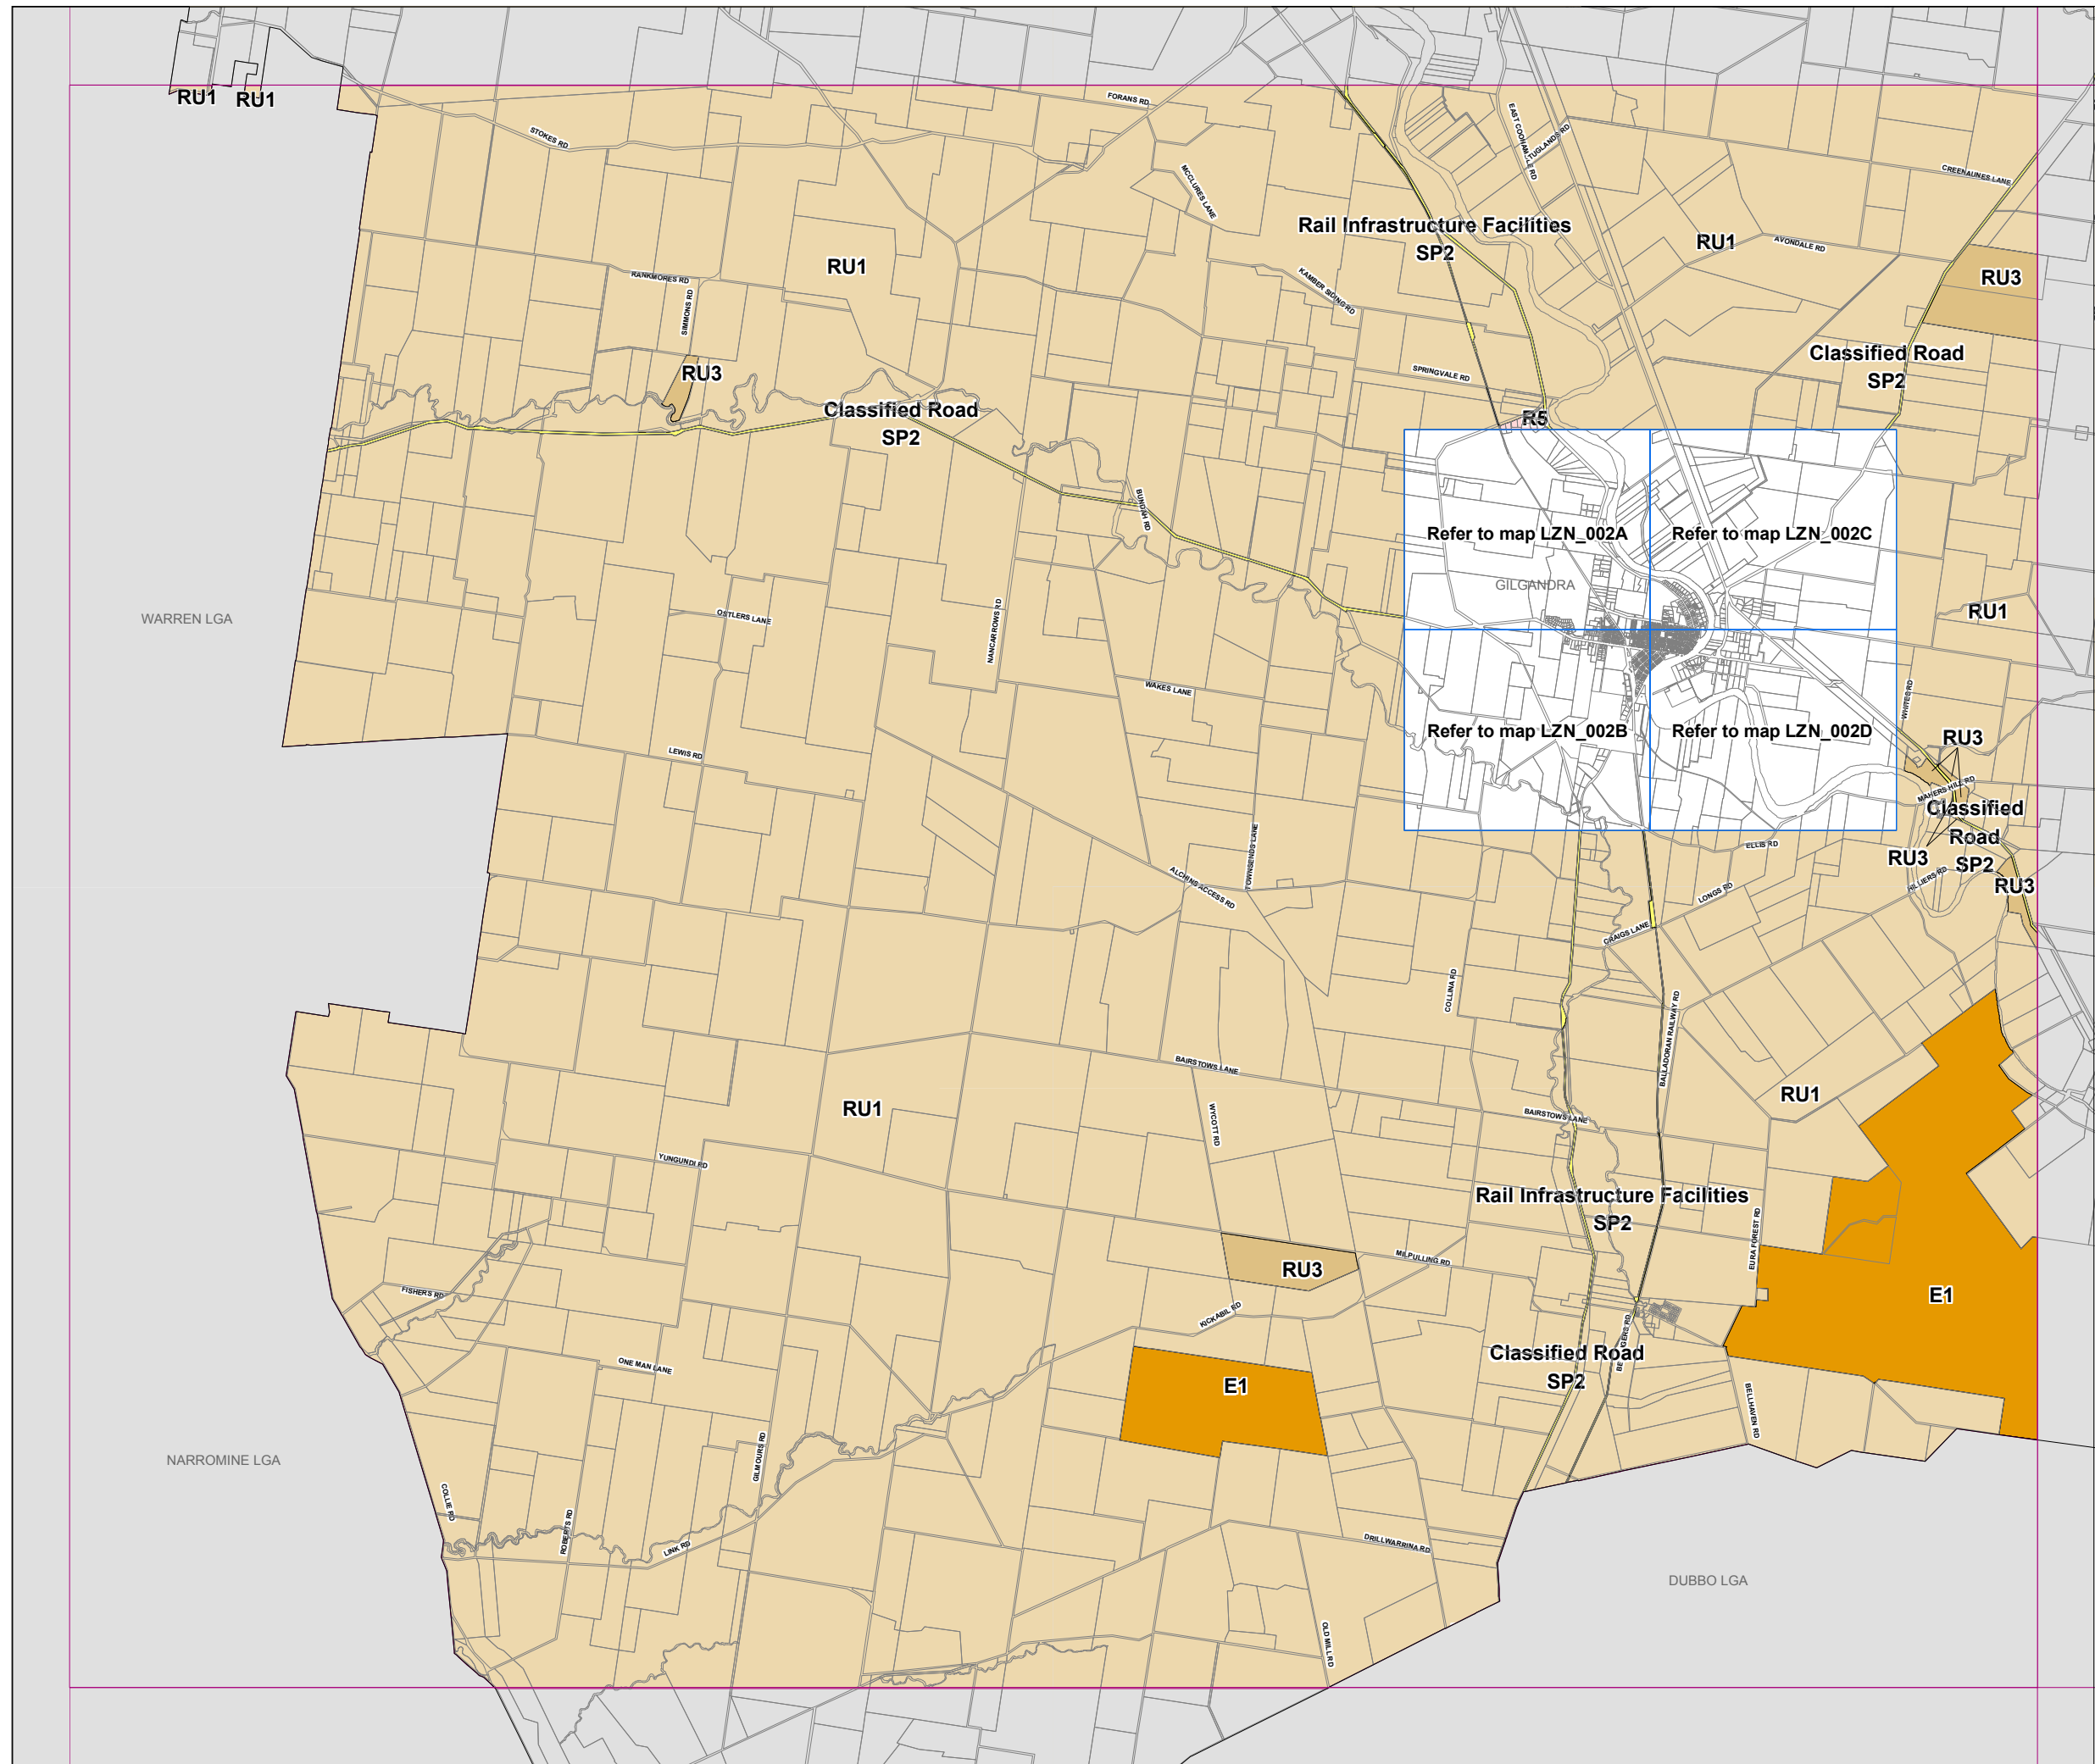 RU1
RU1
FORANS RD
STOKES RD
EAST COONAMBLE RD
TUGLANDS RD
CREENAUNES LANE
MCCLURES LANE
Rail Infrastructure Facilities
SP2
RU1
AVONDALE RD
RU1
RANKMORES RD
SIMMONS RD
KAMBER SIDING RD
RU3
Classified Road
SP2
RU3
SPRINGVALE RD
Classified Road
SP2
R5
BUNDAH RD
Refer to map LZN_002A
Refer to map LZN_002C
GILGANDRA
WARREN LGA
OSTLERS LANE
NANCARROWS RD
RU1
WAKES LANE
WHITES RD
Refer to map LZN_002B
Refer to map LZN_002D
RU3
LEWIS RD
MAHERS HILL RD
Classified
Road
SP2
TOWNSENDS LANE
ELLIS RD
RU3
HILLIERS RD
RU3
ALCHINS ACCESS RD
LONGS RD
CRAIGS LANE
COLLINA RD
BALLADORAN RAILWAY RD
BAIRSTOWS LANE
RU1
RU1
WYCOTT RD
BAIRSTOWS LANE
YUNGUNDI RD
Rail Infrastructure Facilities
SP2
EURA FOREST RD
MILPULLING RD
RU3
FISHERS RD
E1
KICKABIL RD
Classified Road
SP2
ONE MAN LANE
E1
BELLHAVEN RD
GILMOURS RD
NARROMINE LGA
COLLIE RD
ROBERTS RD
LINK RD
DRILLWARRINA RD
DUBBO LGA
OLD MILL RD